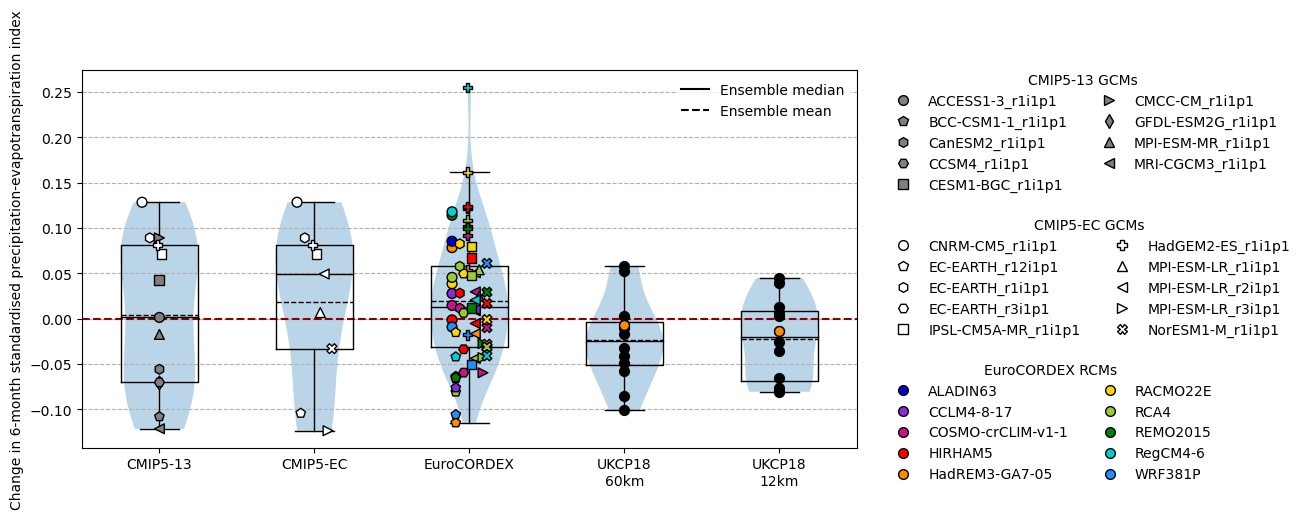 Change in 6-month standardised precipitation-evapotranspiration index
0.25
0.20
0.15
0.10
0.05
0.00
−0.05
−0.10
Ensemble median
Ensemble mean
CMIP5-13
CMIP5-EC
EuroCORDEX
UKCP18
60km
UKCP18
12km
CMIP5-13 GCMs
ACCESS1-3_r1i1p1
BCC-CSM1-1_r1i1p1
CanESM2_r1i1p1
CCSM4_r1i1p1
CESM1-BGC_r1i1p1
CMCC-CM_r1i1p1
GFDL-ESM2G_r1i1p1
MPI-ESM-MR_r1i1p1
MRI-CGCM3_r1i1p1
CMIP5-EC GCMs
CNRM-CM5_r1i1p1
EC-EARTH_r12i1p1
EC-EARTH_r1i1p1
EC-EARTH_r3i1p1
IPSL-CM5A-MR_r1i1p1
HadGEM2-ES_r1i1p1
MPI-ESM-LR_r1i1p1
MPI-ESM-LR_r2i1p1
MPI-ESM-LR_r3i1p1
NorESM1-M_r1i1p1
EuroCORDEX RCMs
ALADIN63
CCLM4-8-17
COSMO-crCLIM-v1-1
HIRHAM5
HadREM3-GA7-05
RACMO22E
RCA4
REMO2015
RegCM4-6
WRF381P